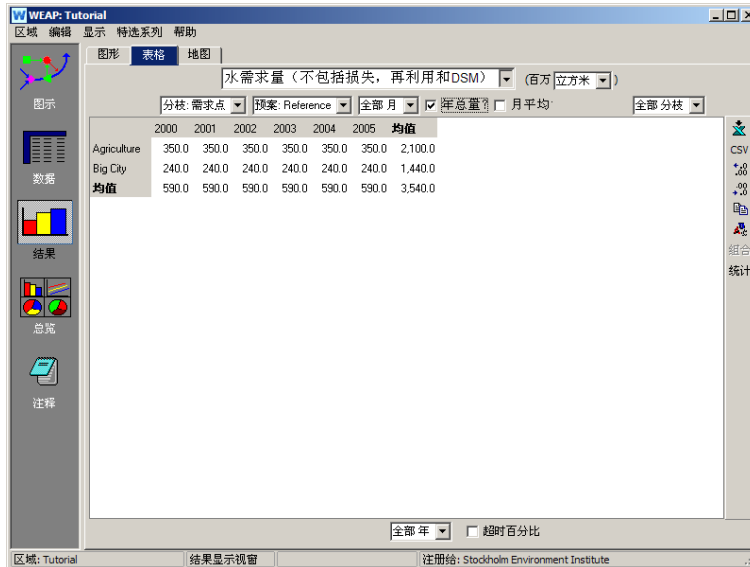 WEAP: Tutorial
区域 编辑 显示 特选系列 帮助
图形 表格 地图
水需求量（不包括损失，再利用和DSM） (百万 立方米 )
分枝: 需求点 预案: Reference 全部 月 年总量? 月平均 全部 分枝
2000 2001 2002 2003 2004 2005 均值
Agriculture 350.0 350.0 350.0 350.0 350.0 350.0 2,100.0
Big City 240.0 240.0 240.0 240.0 240.0 240.0 1,440.0
均值 590.0 590.0 590.0 590.0 590.0 590.0 3,540.0
图示
数据
结果
总览
注释
CSV
组合
统计
全部 年 超时百分比
区域: Tutorial 结果显示视窗 注册给: Stockholm Environment Institute